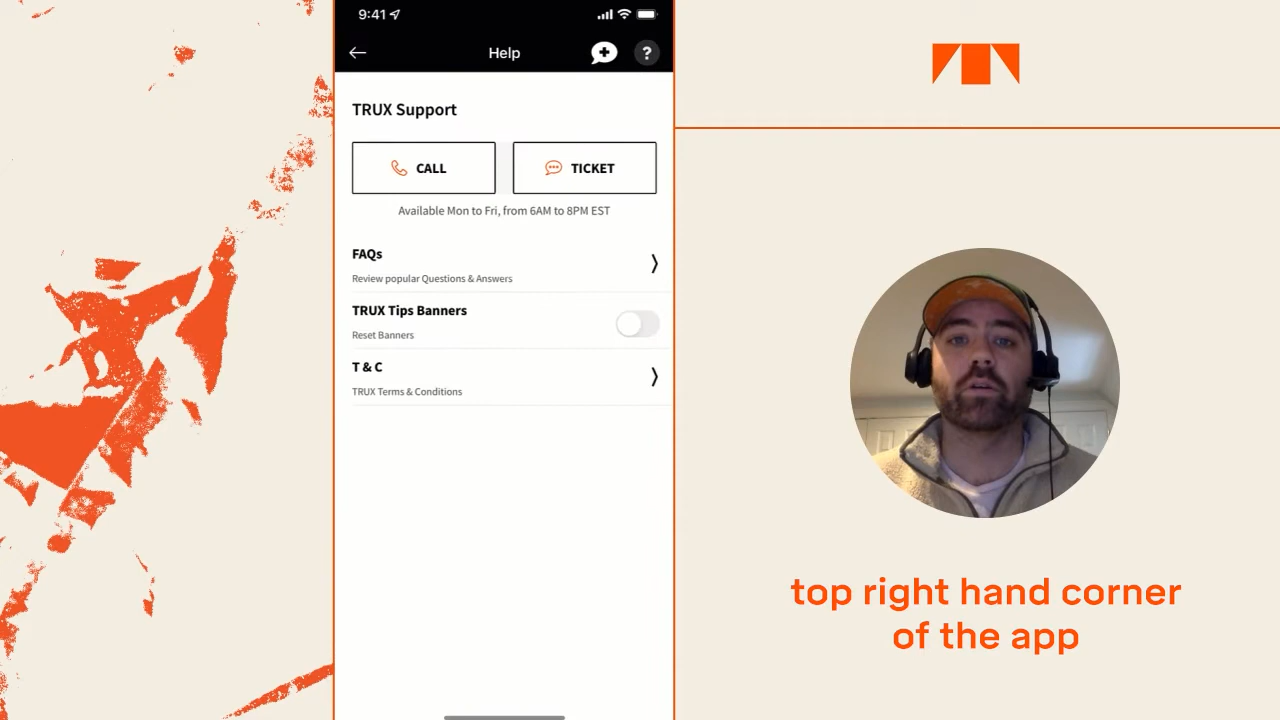 9:41
Help
?
TRUX Support
CALL
TICKET
Available Mon to Fri, from 6AM to 8PM EST
FAQs
Review popular Questions & Answers
TRUX Tips Banners
Reset Banners
T & C
TRUX Terms & Conditions
top right hand corner
of the app